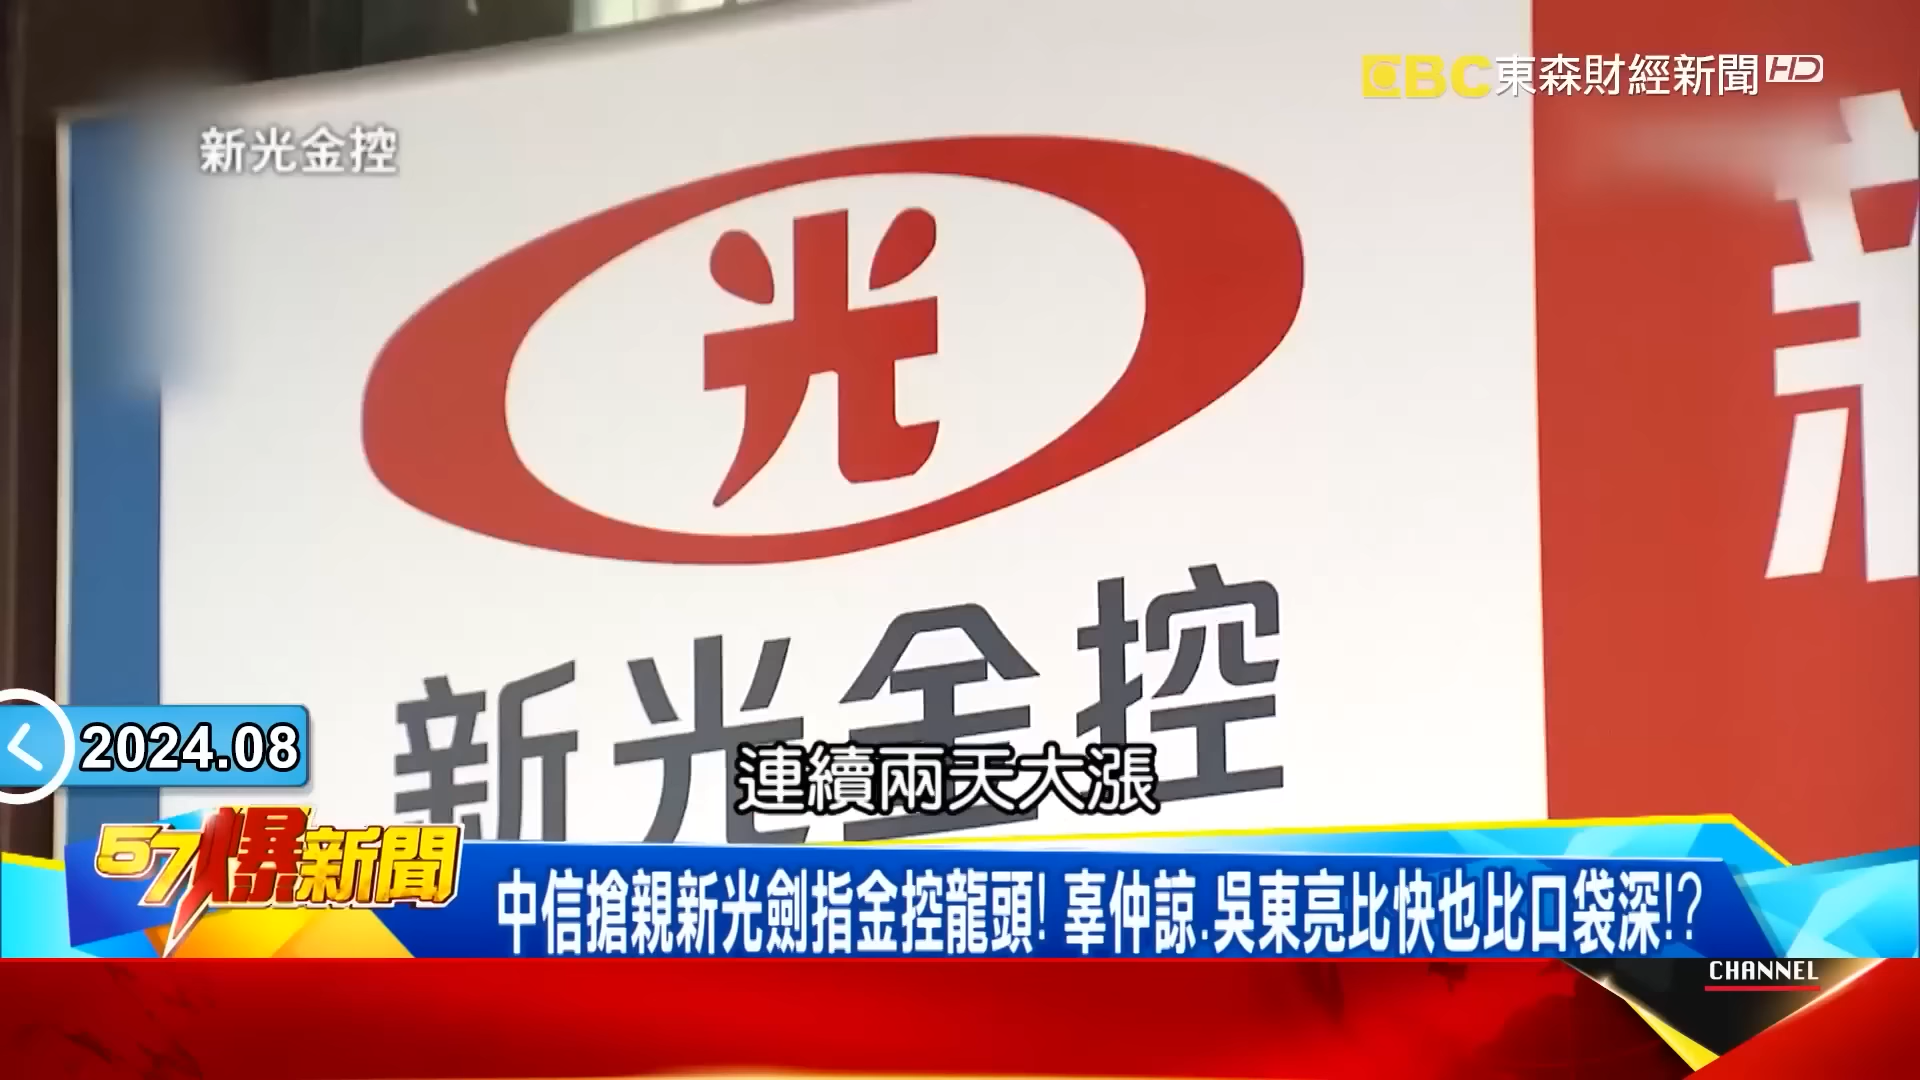 EBC東森財經新聞HD
新光金控
光
新
新光金控
2024.08
連續兩天大漲
57爆新聞
中信搶親新光劍指金控龍頭! 辜仲諒.吳東亮比快也比口袋深!?
CHANNEL